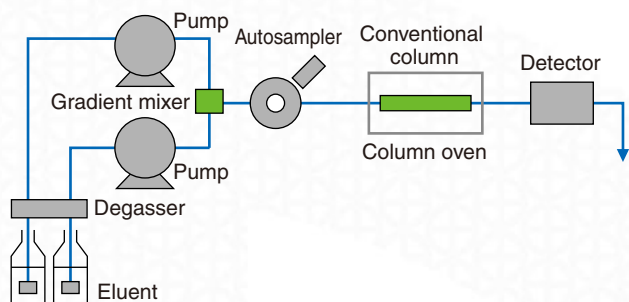 Pump
Autosampler
Conventional
column
Detector
Gradient mixer
Column oven
Pump
Degasser
Eluent